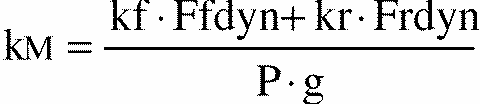 kM = kf · Ffdyn+ kr · Frdyn
P · g